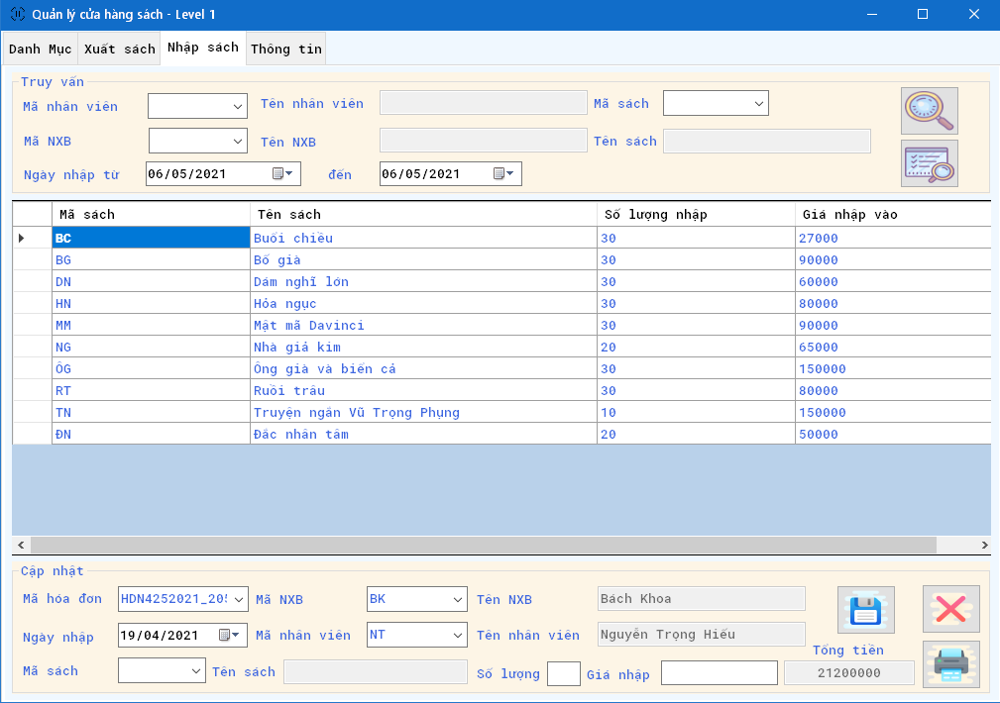 Quản lý cửa hàng sách - Level 1
Danh Mục Xuất sách Nhập sách Thông tin
Truy vấn
Mã nhân viên Tên nhân viên Mã sách
Mã NXB Tên NXB Tên sách
Ngày nhập từ 06/05/2021 đến 06/05/2021
Mã sách Tên sách Số lượng nhập Giá nhập vào
BC Buổi chiều 30 27000
BG Bố già 30 90000
DN Dám nghĩ lớn 30 60000
HN Hỏa ngục 30 80000
MM Mật mã Davinci 30 90000
NG Nhà giả kim 20 65000
ÔG Ông già và biển cả 30 150000
RT Ruồi trâu 30 80000
TN Truyện ngắn Vũ Trọng Phụng 10 150000
ĐN Đắc nhân tâm 20 50000
Cập nhật
Mã hóa đơn HDN4252021_205 Mã NXB BK Tên NXB Bách Khoa
Ngày nhập 19/04/2021 Mã nhân viên NT Tên nhân viên Nguyễn Trọng Hiếu
Tổng tiền
Mã sách Tên sách Số lượng Giá nhập 21200000